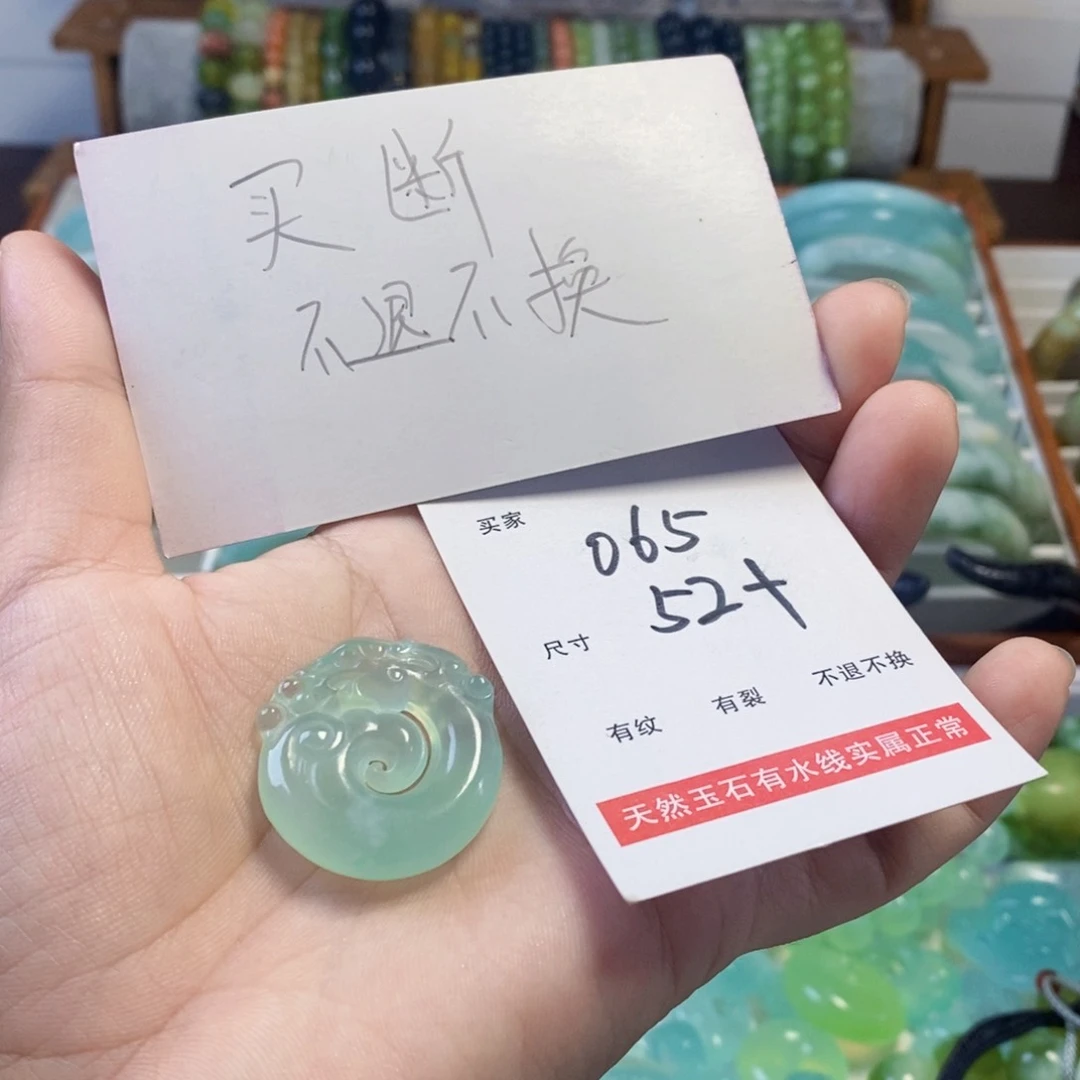 买断
不退不换
买家 065
52+
尺寸
有纹 有裂 不退不换
天然玉石有水线实属正常